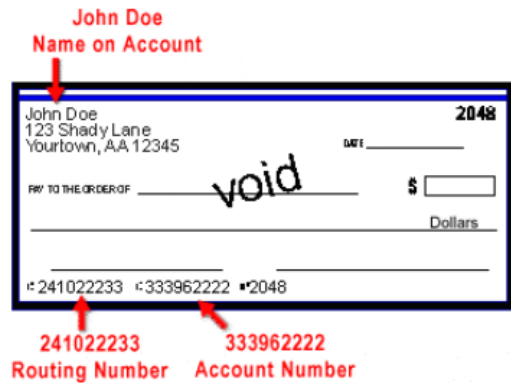 John Doe
Name on Account
John Doe 2048
123 Shady Lane
Yourtown, AA 12345
DATE
void
PAY TO THE ORDER OF $
Dollars
⑆241022233 ⑆333962222 ⑈2048
241022233 333962222
Routing Number Account Number